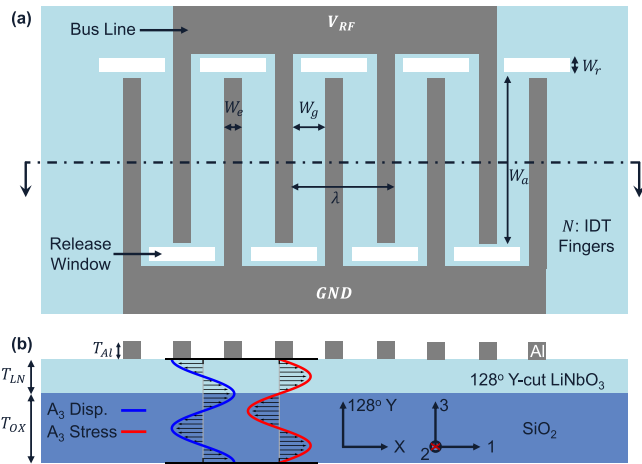 (a)
V_RF
Bus Line
W_r
W_e
W_g
W_a
λ
Release
Window
N: IDT
Fingers
GND
(b)
T_Al
Al
T_LN
128° Y-cut LiNbO₃
T_OX
A₃ Disp.
A₃ Stress
128° Y
X
3
2
1
SiO₂